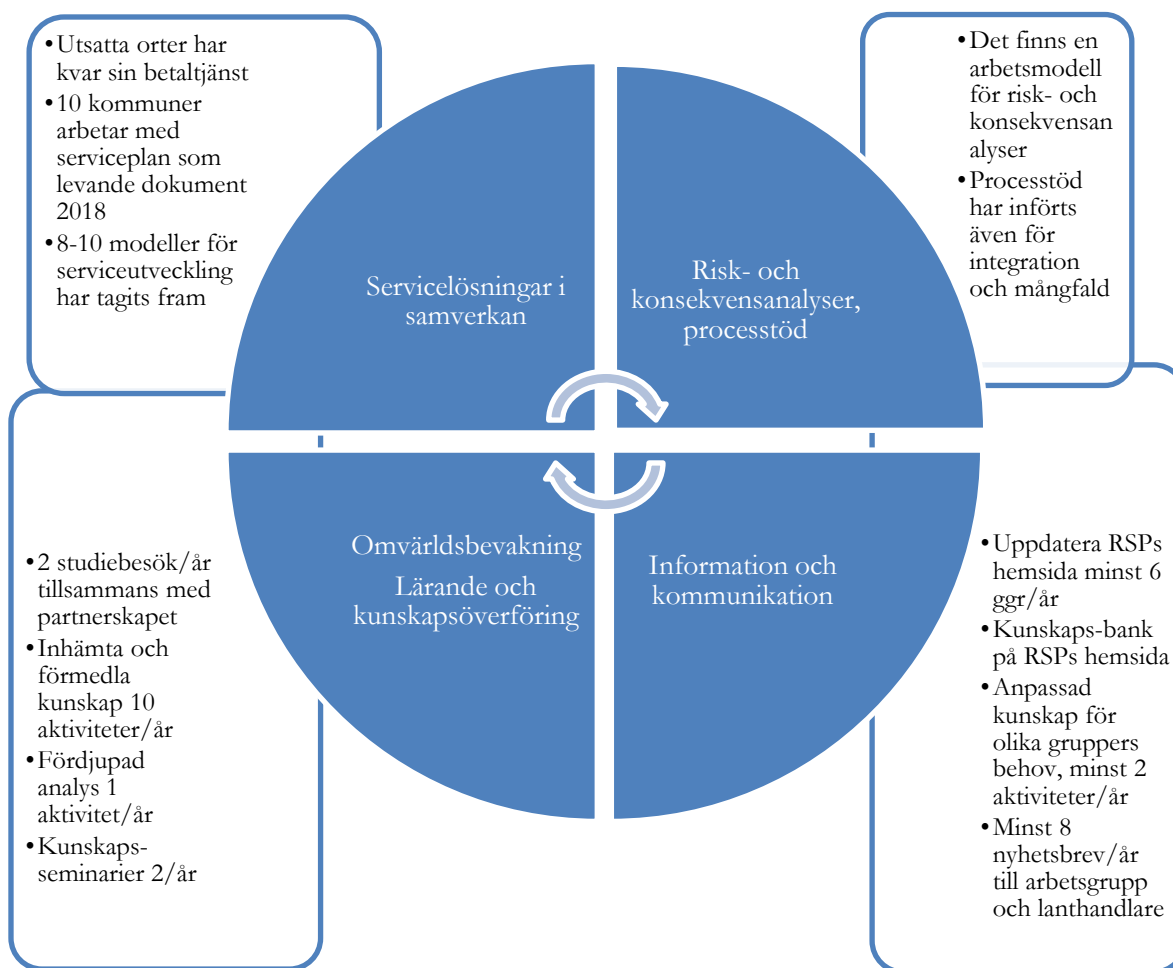 •Utsatta orter har
kvar sin betaltjänst
•10 kommuner
arbetar med
serviceplan som
levande dokument
2018
•8-10 modeller för
serviceutveckling
har tagits fram
Servicelösningar i
samverkan
•Det finns en
arbetsmodell
för risk- och
konsekvensan
alyser
•Processtöd
har införts
även för
integration
och mångfald
Risk- och
konsekvensanalyser,
processtöd
•2 studiebesök/år
tillsammans med
partnerskapet
•Inhämta och
förmedla
kunskap 10
aktiviteter/år
•Fördjupad
analys 1
aktivitet/år
•Kunskaps-
seminarier 2/år
Omvärldsbevakning
Lärande och
kunskapsöverföring
Information och
kommunikation
•Uppdatera RSPs
hemsida minst 6
ggr/år
•Kunskaps-bank
på RSPs hemsida
•Anpassad
kunskap för
olika gruppers
behov, minst 2
aktiviteter/år
•Minst 8
nyhetsbrev/år
till arbetsgrupp
och lanthandlare